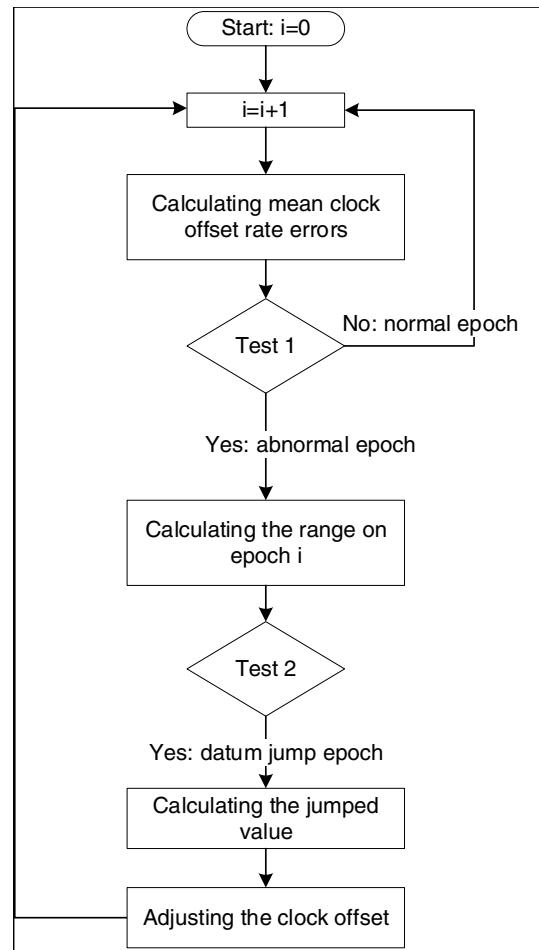 Start: i=0
i=i+1
Calculating mean clock
offset rate errors
Test 1
No: normal epoch
Yes: abnormal epoch
Calculating the range on
epoch i
Test 2
Yes: datum jump epoch
Calculating the jumped
value
Adjusting the clock offset